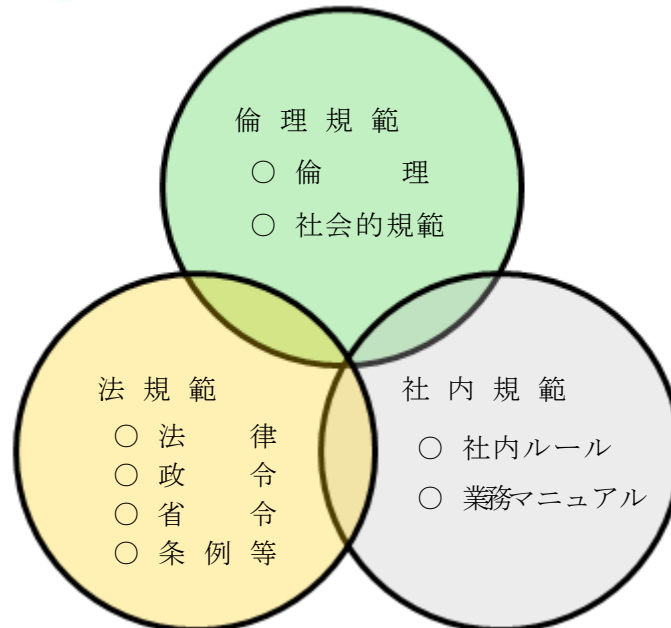 倫理規範
○ 倫理
○ 社会的規範
法規範
○ 法律
○ 政令
○ 省令
○ 条例等
社内規範
○ 社内ルール
○ 業務マニュアル